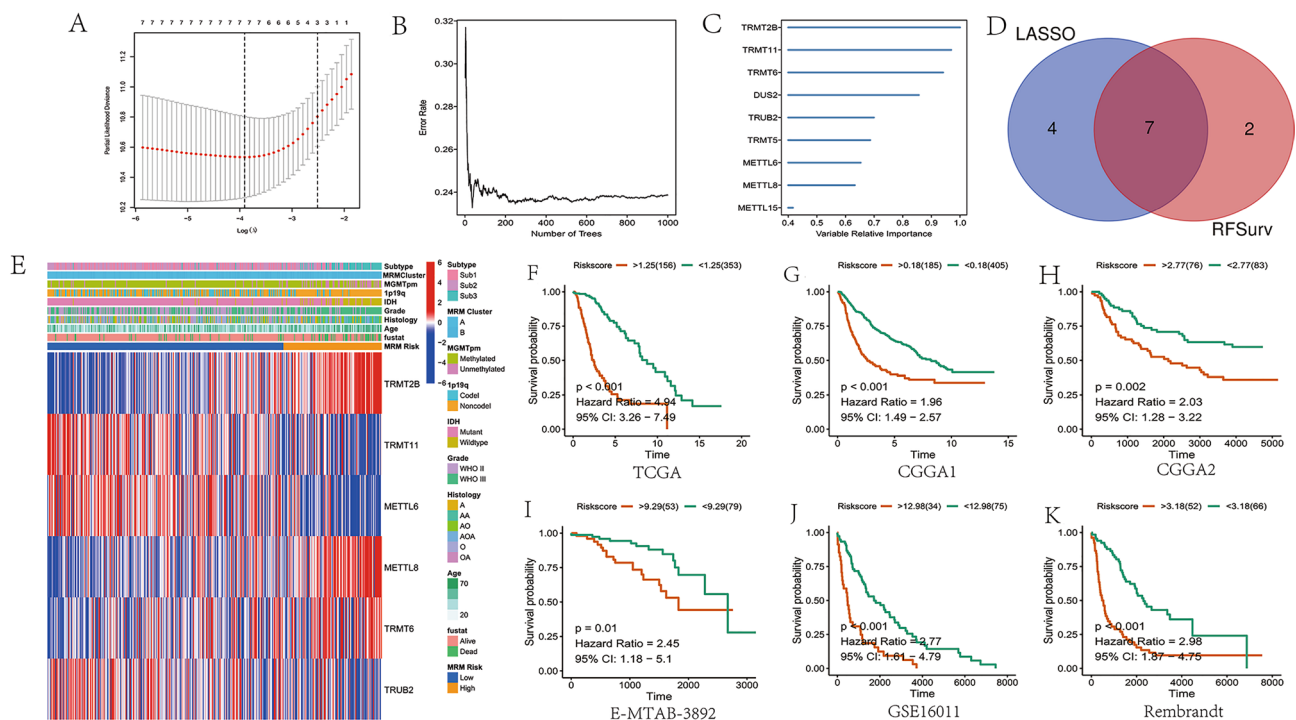 A
7 7 7 7 7 7 7 7 7 7 7 7 7 6 6 6 5 4 3 3 1 1
Partial Likelihood Deviance
11.2
11.0
10.8
10.6
10.4
10.2
−6 −5 −4 −3 −2
Log (λ)
B
Error Rate
0.32
0.30
0.28
0.26
0.24
0 200 400 600 800 1000
Number of Trees
C
TRMT2B
TRMT11
TRMT6
DUS2
TRUB2
TRMT5
METTL6
METTL8
METTL15
0.4 0.5 0.6 0.7 0.8 0.9 1.0
Variable Relative Importance
D
LASSO
4 7 2
RFSurv
E
Subtype
MRMCluster
MGMTpm
1p19q
IDH
Grade
Histology
Age
fustat
MRM Risk
TRMT2B
TRMT11
METTL6
METTL8
TRMT6
TRUB2
6
4
2
0
−2
−4
−6
Subtype
Sub1
Sub2
Sub3
MRM Cluster
A
B
MGMTpm
Methylated
Unmethylated
1p19q
Codel
Noncodel
IDH
Mutant
Wildtype
Grade
WHO II
WHO III
Histology
A
AA
AO
AOA
O
OA
Age
70
20
fustat
Alive
Dead
MRM Risk
Low
High
F
Riskscore >1.25(156) <1.25(353)
Survival probability
1.00
0.75
0.50
0.25
0.00
p < 0.001
Hazard Ratio = 4.94
95% CI: 3.26 − 7.49
0 5 10 15 20
Time
TCGA
G
Riskscore >0.18(185) <0.18(405)
Survival probability
1.00
0.75
0.50
0.25
0.00
p < 0.001
Hazard Ratio = 1.96
95% CI: 1.49 − 2.57
0 5 10 15
Time
CGGA1
H
Riskscore >2.77(76) <2.77(83)
Survival probability
1.00
0.75
0.50
0.25
0.00
p = 0.002
Hazard Ratio = 2.03
95% CI: 1.28 − 3.22
0 1000 2000 3000 4000 5000
Time
CGGA2
I
Riskscore >9.29(53) <9.29(79)
Survival probability
1.00
0.75
0.50
0.25
0.00
p = 0.01
Hazard Ratio = 2.45
95% CI: 1.18 − 5.1
0 1000 2000 3000
Time
E-MTAB-3892
J
Riskscore >12.98(34) <12.98(75)
Survival probability
1.00
0.75
0.50
0.25
0.00
p < 0.001
Hazard Ratio = 2.77
95% CI: 1.61 − 4.79
0 2000 4000 6000 8000
Time
GSE16011
K
Riskscore >3.18(52) <3.18(66)
Survival probability
1.00
0.75
0.50
0.25
0.00
p < 0.001
Hazard Ratio = 2.98
95% CI: 1.87 − 4.75
0 2000 4000 6000 8000
Time
Rembrandt